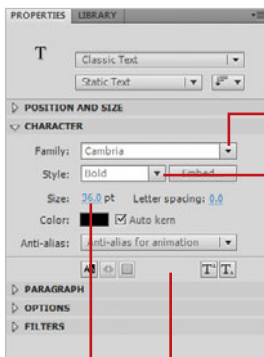 PROPERTIES LIBRARY
T Classic Text
Static Text
POSITION AND SIZE
CHARACTER
Family: Cambria
Style: Bold Embed
Size: 36.0 pt Letter spacing: 0.0
Color: Auto kern
Anti-alias: Anti-alias for animation
T T
PARAGRAPH
OPTIONS
FILTERS